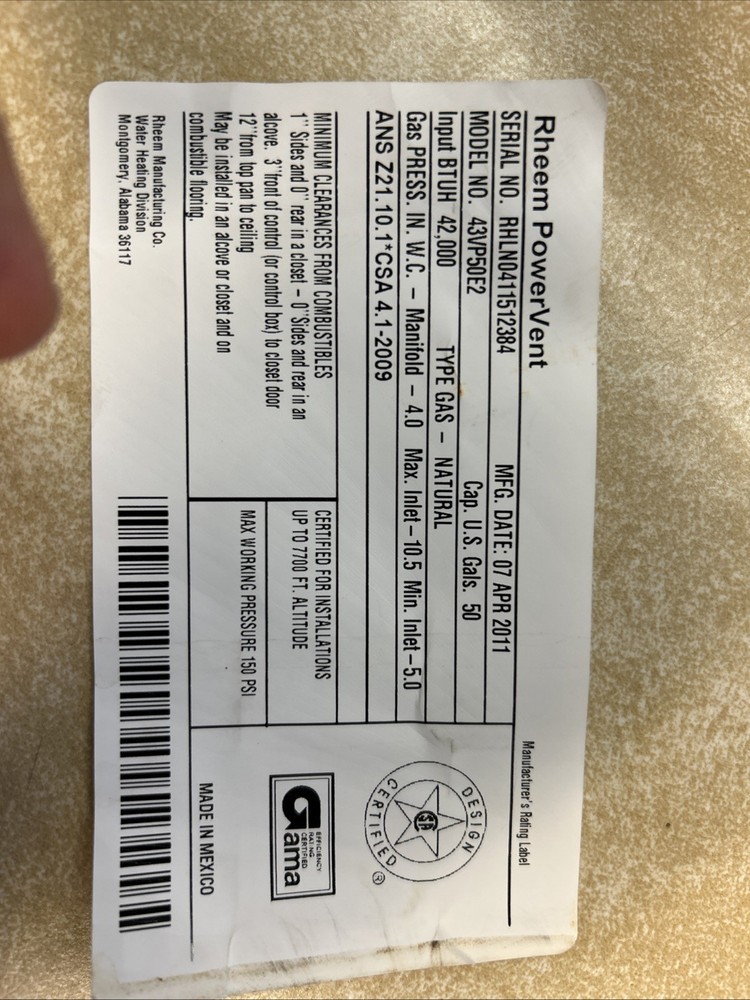 Rheem PowerVent
Manufacturer's Rating Label
SERIAL NO. RHLN0411512384 MFG. DATE: 07 APR 2011
MODEL NO. 43VP50E2 Cap. U.S. Gals. 50
Input BTUH 42,000 TYPE GAS – NATURAL
Gas PRESS. IN. W.C. – Manifold – 4.0 Max. Inlet–10.5 Min. Inlet–5.0
ANS Z21.10.1*CSA 4.1-2009
MINIMUM CLEARANCES FROM COMBUSTIBLES
1" Sides and 0" rear in a closet – 0"Sides and rear in an
alcove. 3"front of control (or control box) to closet door
12"from top pan to ceiling
May be installed in an alcove or closet and on
combustible flooring.
CERTIFIED FOR INSTALLATIONS
UP TO 7700 FT. ALTITUDE
MAX WORKING PRESSURE 150 PSI
DESIGN
CERTIFIED ®
Gama
EFFICIENCY
RATING
CERTIFIED
MADE IN MEXICO
Rheem Manufacturing Co.
Water Heating Division
Montgomery, Alabama 36117